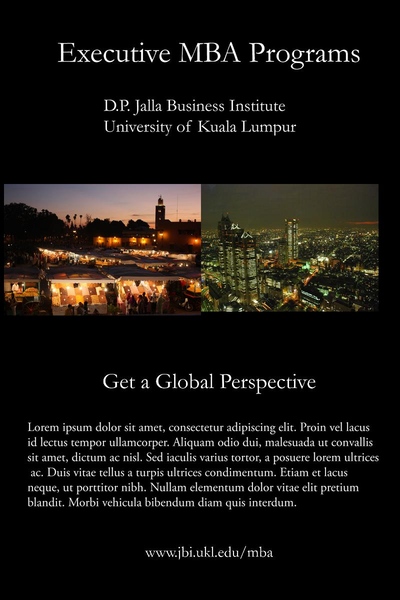 Executive MBA Programs
D.P. Jalla Business Institute
University of Kuala Lumpur
Get a Global Perspective
Lorem ipsum dolor sit amet, consectetur adipiscing elit. Proin vel lacus
id lectus tempor ullamcorper. Aliquam odio dui, malesuada ut convallis
sit amet, dictum ac nisl. Sed iaculis varius tortor, a posuere lorem ultrices
ac. Duis vitae tellus a turpis ultrices condimentum. Etiam et lacus
neque, ut porttitor nibh. Nullam elementum dolor vitae elit pretium
blandit. Morbi vehicula bibendum diam quis interdum.
www.jbi.ukl.edu/mba